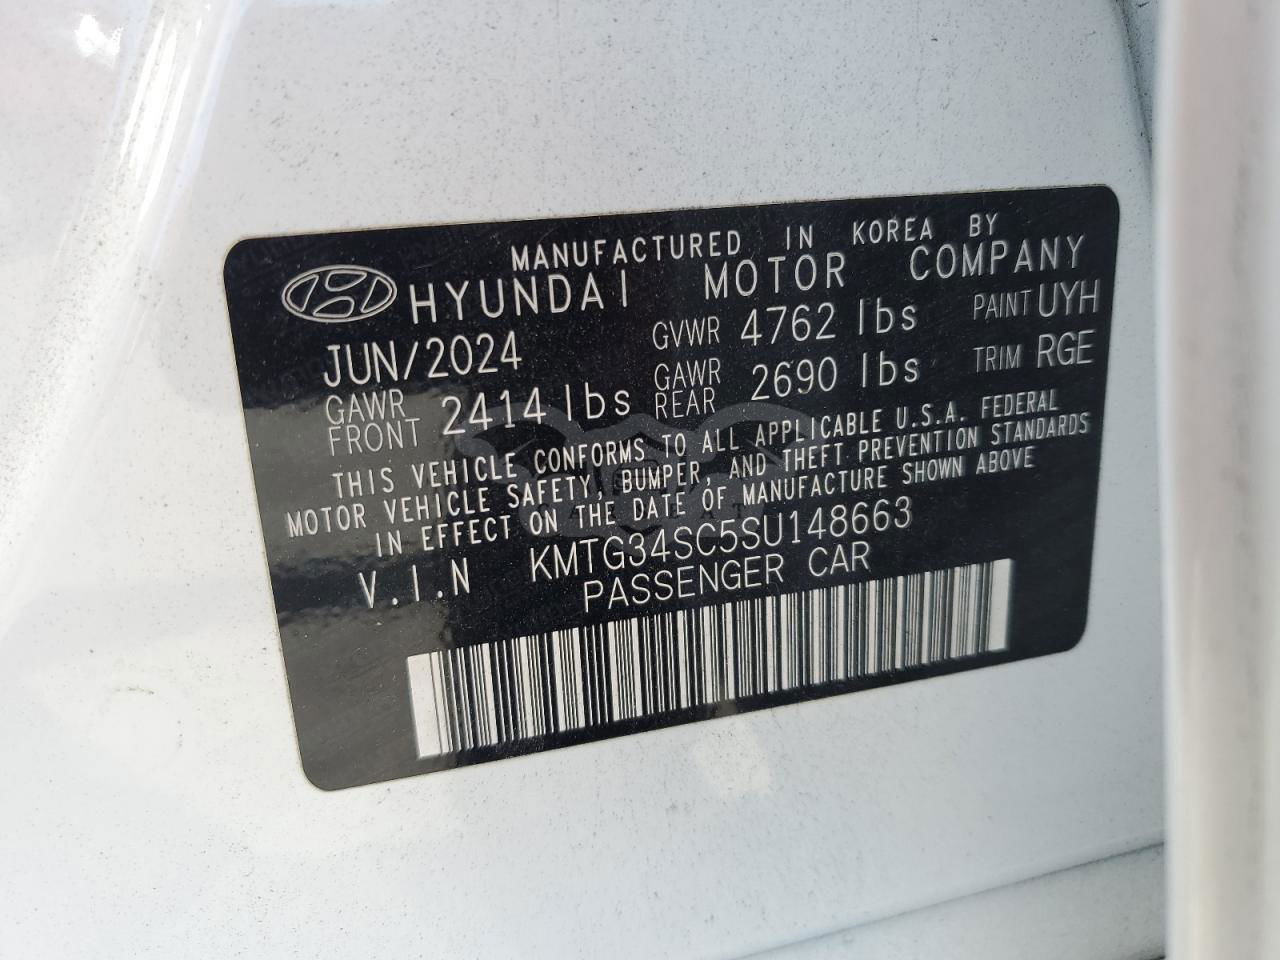 MANUFACTURED IN KOREA BY
HYUNDAI MOTOR COMPANY
JUN/2024 GVWR 4762 lbs PAINT UYH
GAWR FRONT 2414 lbs GAWR REAR 2690 lbs TRIM RGE
THIS VEHICLE CONFORMS TO ALL APPLICABLE U.S.A. FEDERAL
MOTOR VEHICLE SAFETY, BUMPER, AND THEFT PREVENTION STANDARDS
IN EFFECT ON THE DATE OF MANUFACTURE SHOWN ABOVE
V.I.N KMTG34SC5SU148663
PASSENGER CAR